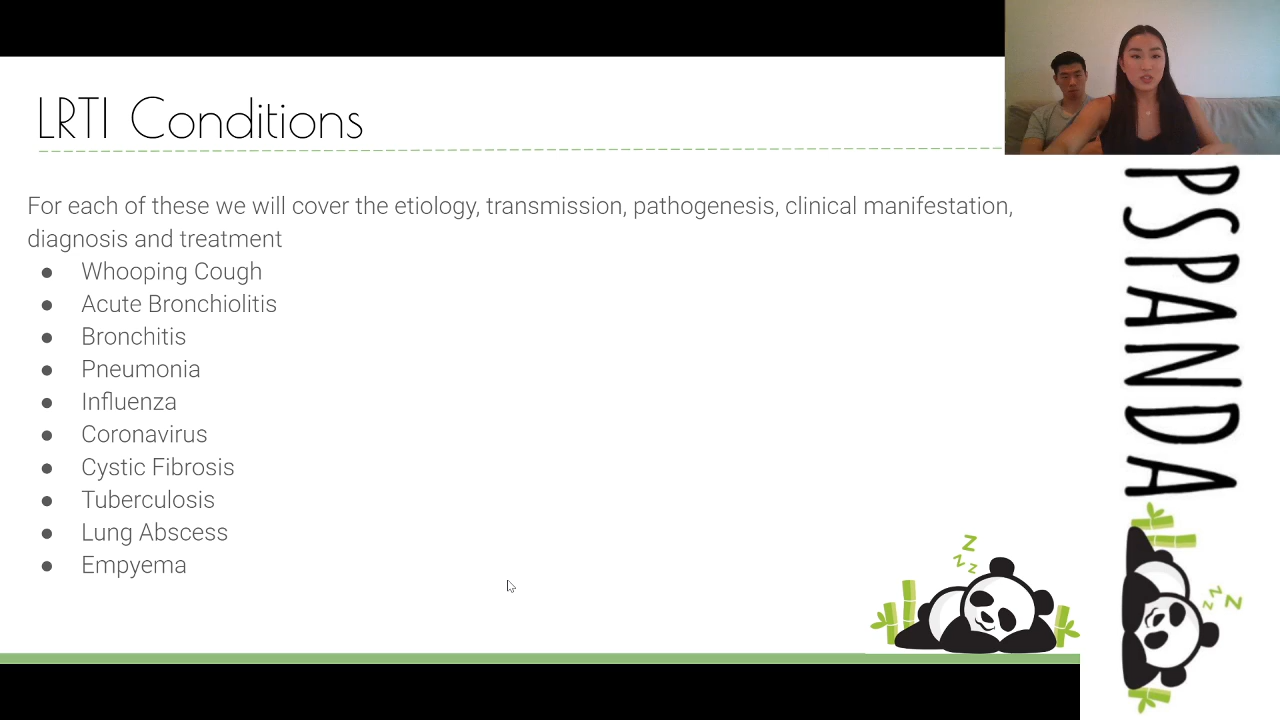 LRTI Conditions
For each of these we will cover the etiology, transmission, pathogenesis, clinical manifestation,
diagnosis and treatment
● Whooping Cough
● Acute Bronchiolitis
● Bronchitis
● Pneumonia
● Influenza
● Coronavirus
● Cystic Fibrosis
● Tuberculosis
● Lung Abscess
● Empyema
PSPANDA
Z Z Z
Z Z Z